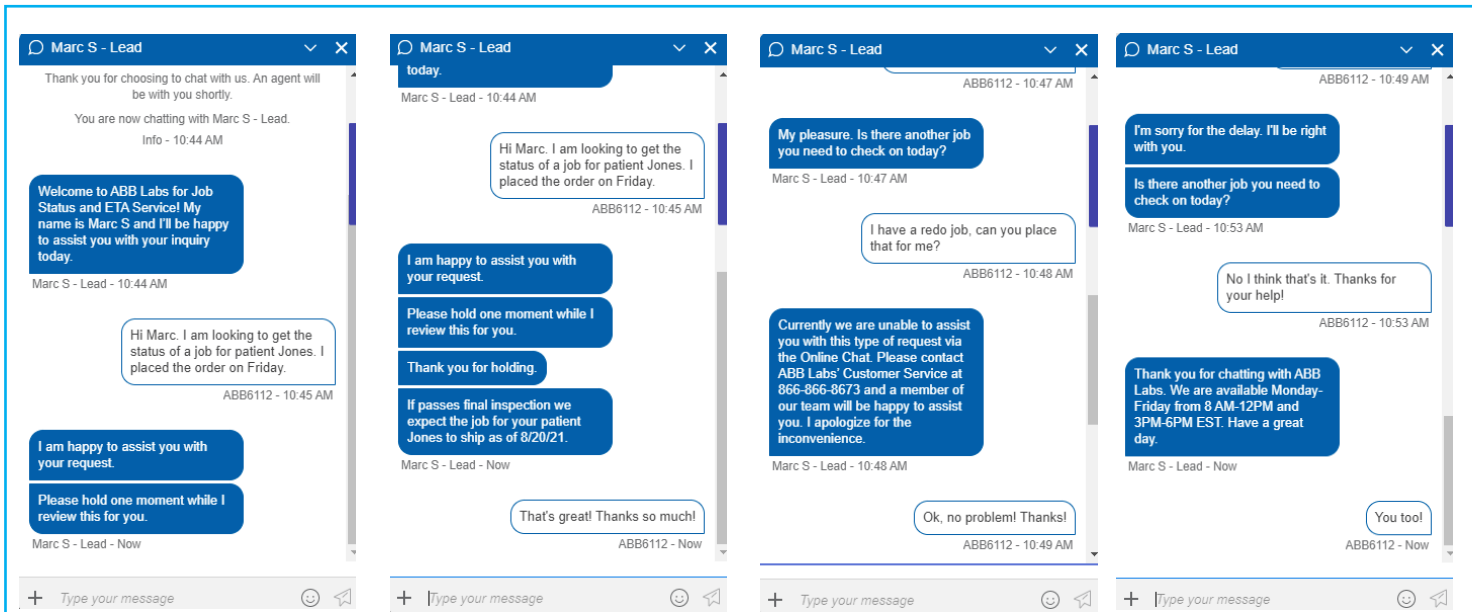 Marc S - Lead
Thank you for choosing to chat with us. An agent will
be with you shortly.
You are now chatting with Marc S - Lead.
Info - 10:44 AM
Welcome to ABB Labs for Job
Status and ETA Service! My
name is Marc S and I'll be happy
to assist you with your inquiry
today.
Marc S - Lead - 10:44 AM
Hi Marc. I am looking to get the
status of a job for patient Jones. I
placed the order on Friday.
ABB6112 - 10:45 AM
I am happy to assist you with
your request.
Please hold one moment while I
review this for you.
Marc S - Lead - Now
Type your message
Marc S - Lead
today.
Marc S - Lead - 10:44 AM
Hi Marc. I am looking to get the
status of a job for patient Jones. I
placed the order on Friday.
ABB6112 - 10:45 AM
I am happy to assist you with
your request.
Please hold one moment while I
review this for you.
Thank you for holding.
If passes final inspection we
expect the job for your patient
Jones to ship as of 8/20/21.
Marc S - Lead - Now
That's great! Thanks so much!
ABB6112 - Now
Type your message
Marc S - Lead
ABB6112 - 10:47 AM
My pleasure. Is there another job
you need to check on today?
Marc S - Lead - 10:47 AM
I have a redo job, can you place
that for me?
ABB6112 - 10:48 AM
Currently we are unable to assist
you with this type of request via
the Online Chat. Please contact
ABB Labs' Customer Service at
866-866-8673 and a member of
our team will be happy to assist
you. I apologize for the
inconvenience.
Marc S - Lead - 10:48 AM
Ok, no problem! Thanks!
ABB6112 - 10:49 AM
Type your message
Marc S - Lead
ABB6112 - 10:49 AM
I'm sorry for the delay. I'll be right
with you.
Is there another job you need to
check on today?
Marc S - Lead - 10:53 AM
No I think that's it. Thanks for
your help!
ABB6112 - 10:53 AM
Thank you for chatting with ABB
Labs. We are available Monday-
Friday from 8 AM-12PM and
3PM-6PM EST. Have a great
day.
Marc S - Lead - Now
You too!
ABB6112 - Now
Type your message